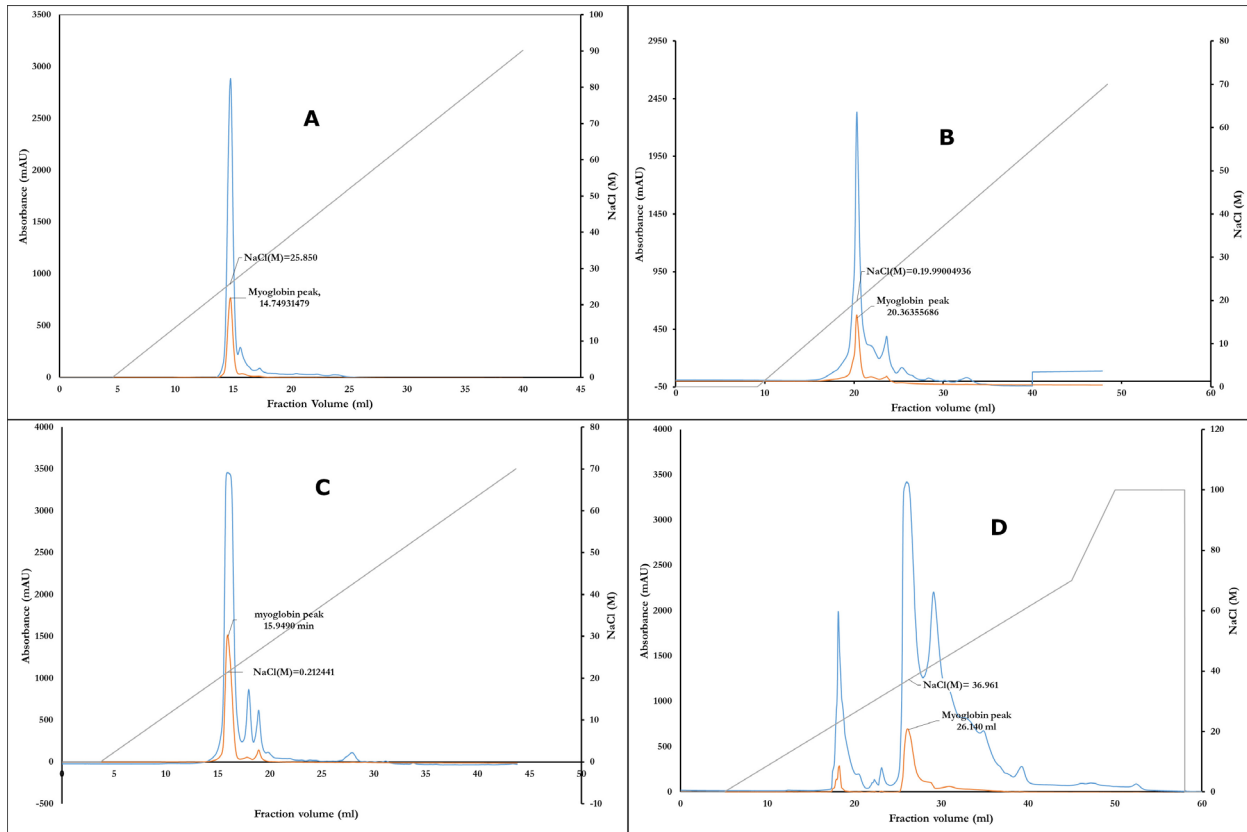 A
Absorbance (mAU)
3500
3000
2500
2000
1500
1000
500
0
NaCl(M)=25.850
Myoglobin peak,
14.74931479
100
90
80
70
60
50
40
30
20
10
0
NaCl (M)
0 5 10 15 20 25 30 35 40 45
Fraction Volume (ml)
B
Absorbance (mAU)
2950
2450
1950
1450
950
450
-50
NaCl(M)=0.19.99004936
Myoglobin peak
20.36355686
80
70
60
50
40
30
20
10
0
NaCl (M)
0 10 20 30 40 50 60
Fraction volume (ml)
C
Absorbance (mAU)
4000
3500
3000
2500
2000
1500
1000
500
0
-500
myoglobin peak
15.9490 min
NaCl(M)=0.212441
80
70
60
50
40
30
20
10
0
-10
NaCl (M)
0 5 10 15 20 25 30 35 40 45 50
Fraction volume (ml)
D
Absorbance (mAU)
4000
3500
3000
2500
2000
1500
1000
500
0
NaCl(M)= 36.961
Myoglobin peak
26.140 ml
120
100
80
60
40
20
0
NaCl (M)
0 10 20 30 40 50 60
Fraction volume (ml)